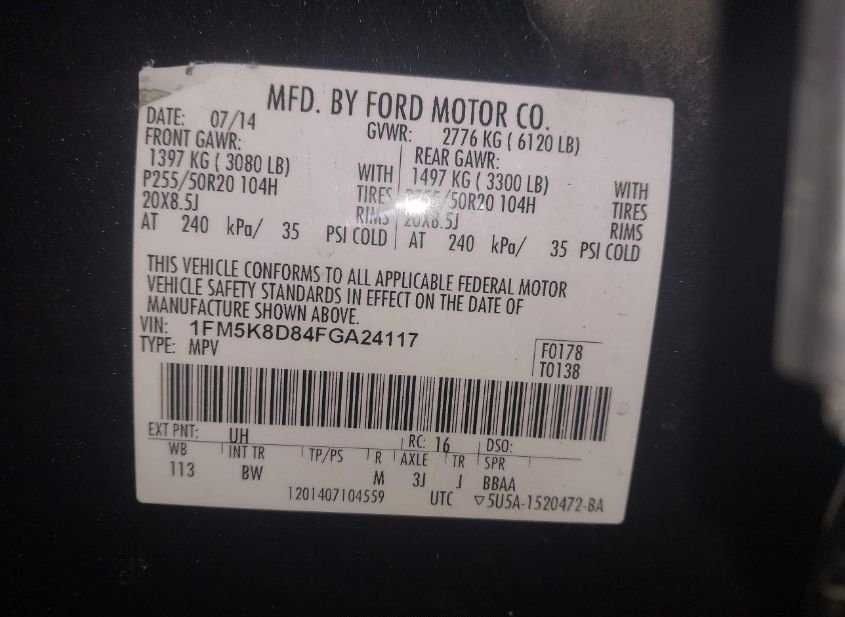 MFD. BY FORD MOTOR CO.
DATE: 07/14 GVWR: 2776 KG ( 6120 LB)
FRONT GAWR: REAR GAWR:
1397 KG ( 3080 LB) WITH 1497 KG ( 3300 LB) WITH
P255/50R20 104H TIRES P255/50R20 104H TIRES
20X8.5J RIMS 20X8.5J RIMS
AT 240 kPa/ 35 PSI COLD AT 240 kPa/ 35 PSI COLD
THIS VEHICLE CONFORMS TO ALL APPLICABLE FEDERAL MOTOR
VEHICLE SAFETY STANDARDS IN EFFECT ON THE DATE OF
MANUFACTURE SHOWN ABOVE.
VIN: 1FM5K8D84FGA24117
TYPE: MPV F0178
T0138
EXT PNT: UH RC: 16 DSO:
WB INT TR TP/PS R AXLE TR SPR
113 BW M 3J J BBAA
1201407104559 UTC ▽5U5A-1520472-BA